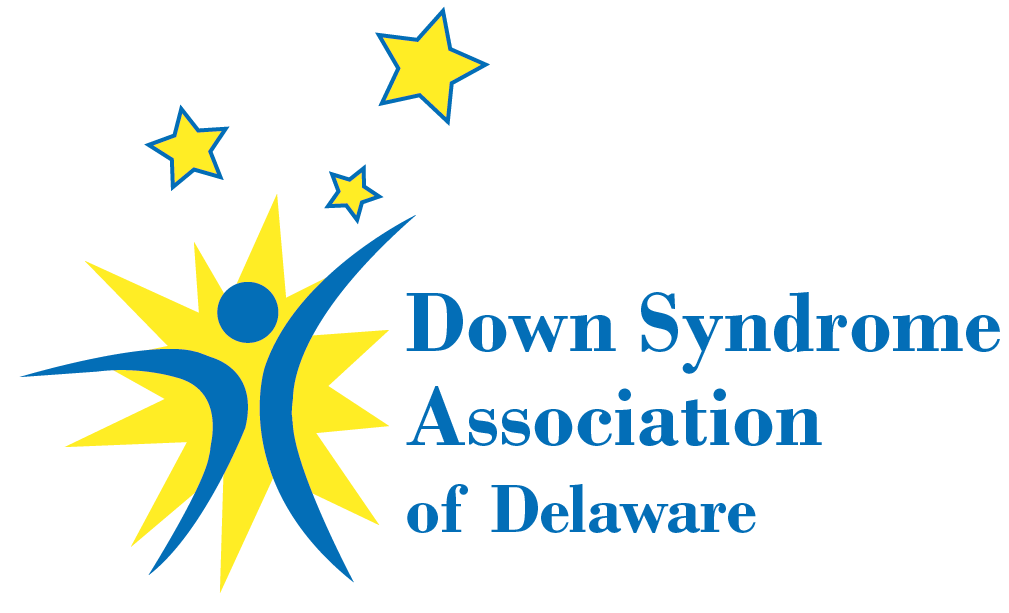 Down Syndrome
Association
of Delaware